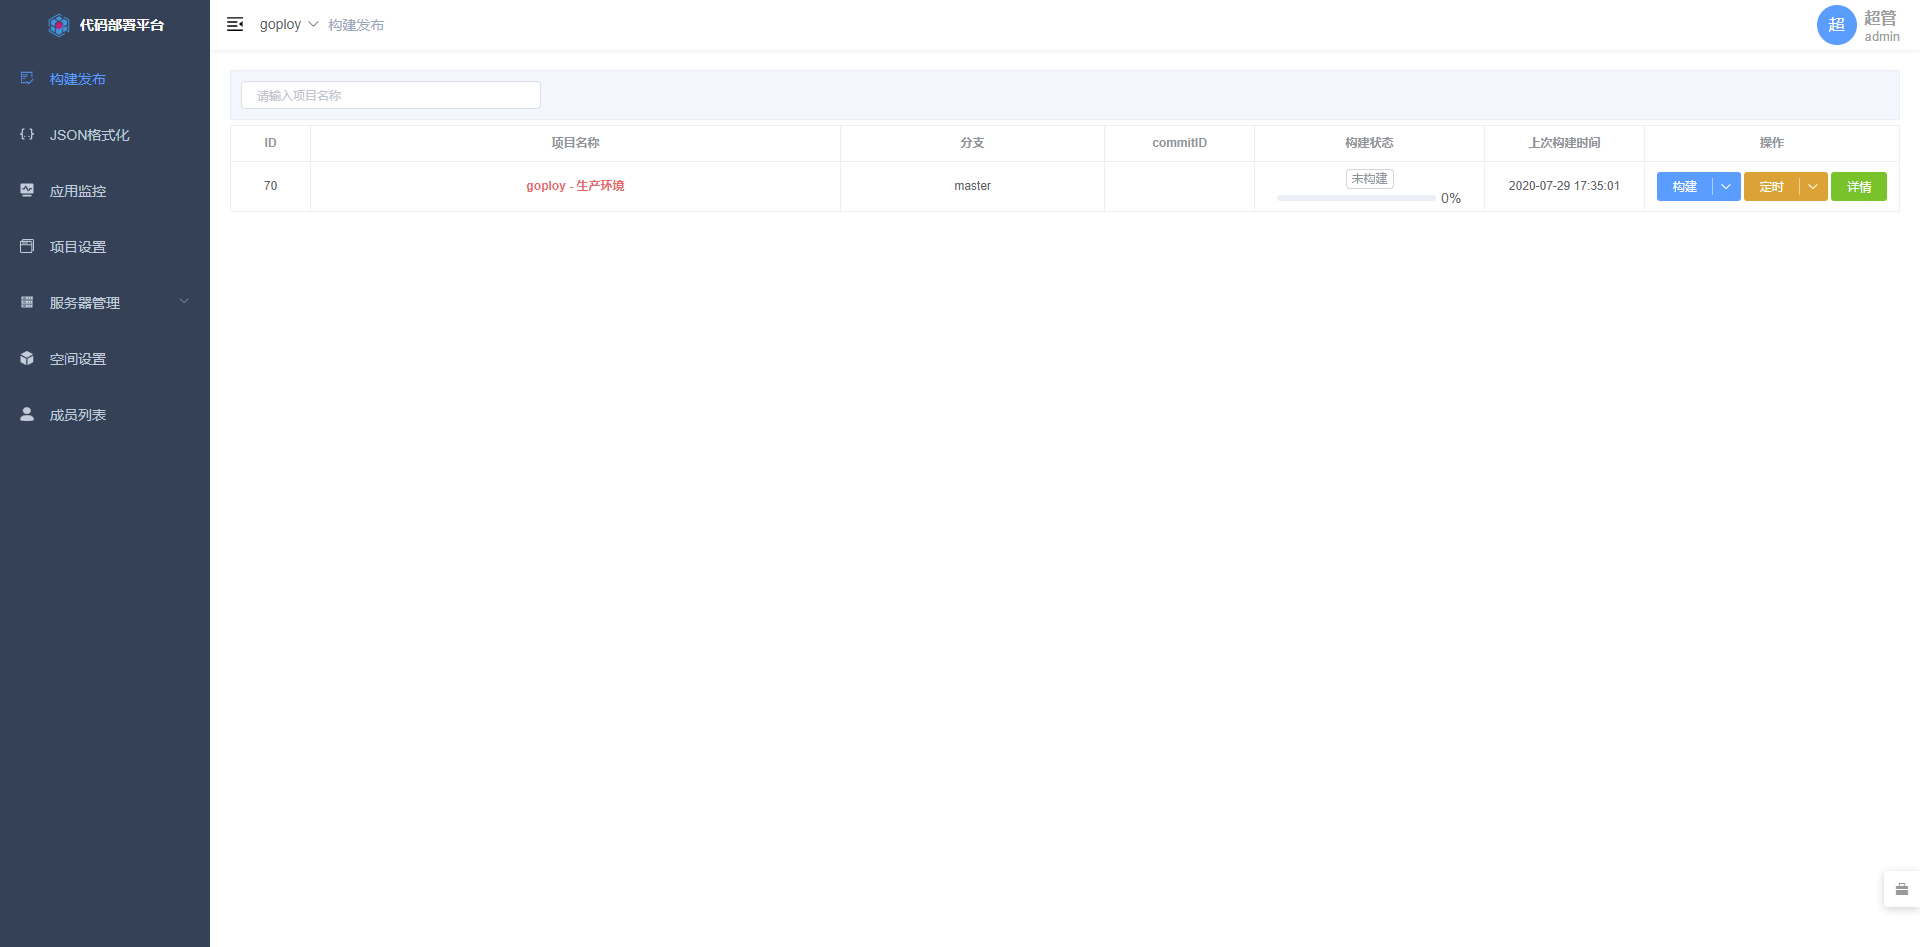 代码部署平台
构建发布
JSON格式化
应用监控
项目设置
服务器管理
空间设置
成员列表
goploy 构建发布
超 超管
admin
请输入项目名称
ID 项目名称 分支 commitID 构建状态 上次构建时间 操作
70 goploy - 生产环境 master 未构建 0% 2020-07-29 17:35:01 构建 定时 详情